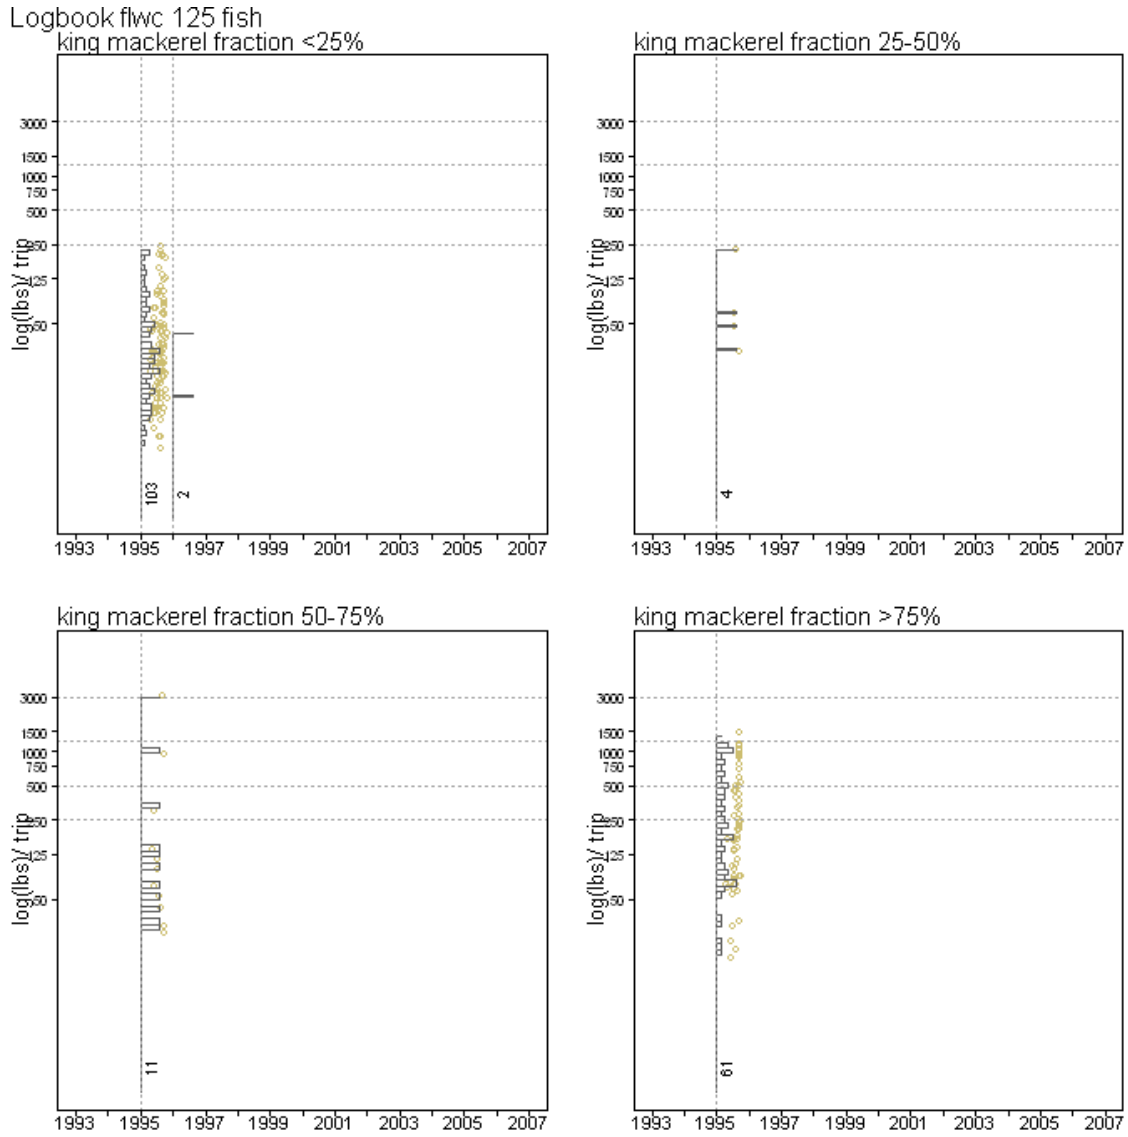 Logbook flwc 125 fish
king mackerel fraction <25%
3000
1500
1000
750
500
250
125
50
log(lbs)/ trip
103
2
1993 1995 1997 1999 2001 2003 2005 2007
king mackerel fraction 25-50%
3000
1500
1000
750
500
250
125
50
log(lbs)/ trip
4
1993 1995 1997 1999 2001 2003 2005 2007
king mackerel fraction 50-75%
3000
1500
1000
750
500
250
125
50
log(lbs)/ trip
11
1993 1995 1997 1999 2001 2003 2005 2007
king mackerel fraction >75%
3000
1500
1000
750
500
250
125
50
log(lbs)/ trip
61
1993 1995 1997 1999 2001 2003 2005 2007